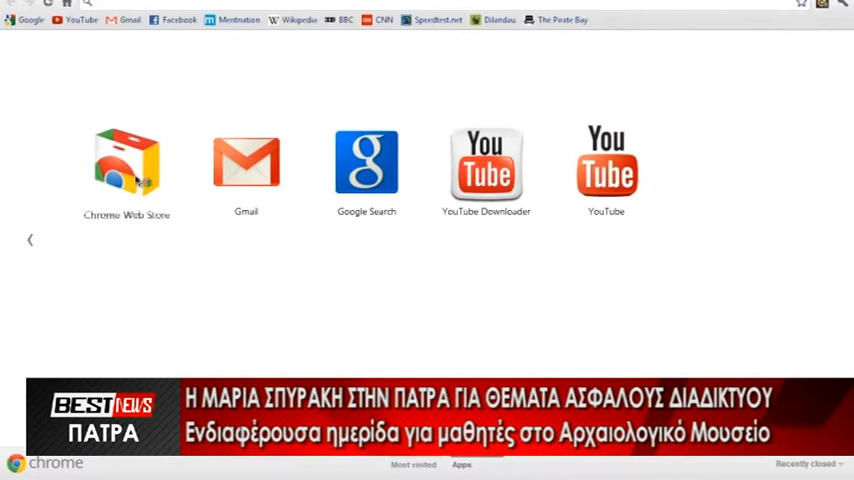 Google YouTube Gmail Facebook Mentnation Wikipedia BBC CNN Speedtest.net Dilandau The Pirate Bay
You Tube
You Tube
Chrome Web Store Gmail Google Search YouTube Downloader YouTube
BEST NEWS
ΠΑΤΡΑ
Η ΜΑΡΙΑ ΣΠΥΡΑΚΗ ΣΤΗΝ ΠΑΤΡΑ ΓΙΑ ΘΕΜΑΤΑ ΑΣΦΑΛΟΥΣ ΔΙΑΔΙΚΤΥΟΥ
Ενδιαφέρουσα ημερίδα για μαθητές στο Αρχαιολογικό Μουσείο
chrome Most visited Apps Recently closed